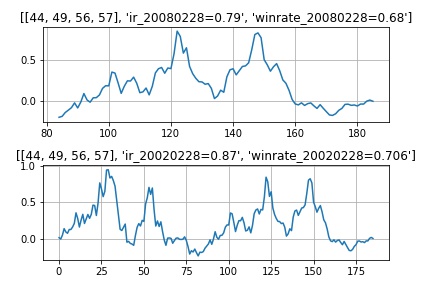 [[44, 49, 56, 57], 'ir_20080228=0.79', 'winrate_20080228=0.68']
0.5
0.0
80 100 120 140 160 180
[[44, 49, 56, 57], 'ir_20020228=0.87', 'winrate_20020228=0.706']
1.0
0.5
0.0
0 25 50 75 100 125 150 175